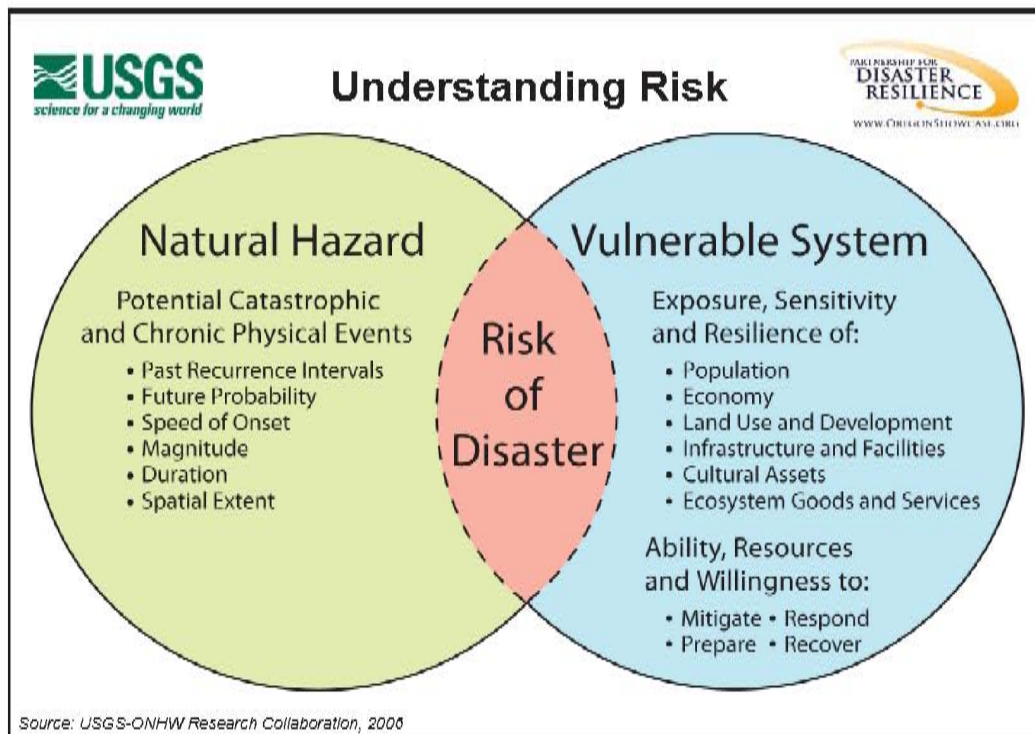 USGS
science for a changing world
Understanding Risk
PARTNERSHIP FOR
DISASTER
RESILIENCE
WWW.OREGONSHOWCASE.ORG
Natural Hazard
Potential Catastrophic
and Chronic Physical Events
• Past Recurrence Intervals
• Future Probability
• Speed of Onset
• Magnitude
• Duration
• Spatial Extent
Risk
of
Disaster
Vulnerable System
Exposure, Sensitivity
and Resilience of:
• Population
• Economy
• Land Use and Development
• Infrastructure and Facilities
• Cultural Assets
• Ecosystem Goods and Services
Ability, Resources
and Willingness to:
• Mitigate • Respond
• Prepare • Recover
Source: USGS-ONHW Research Collaboration, 2006